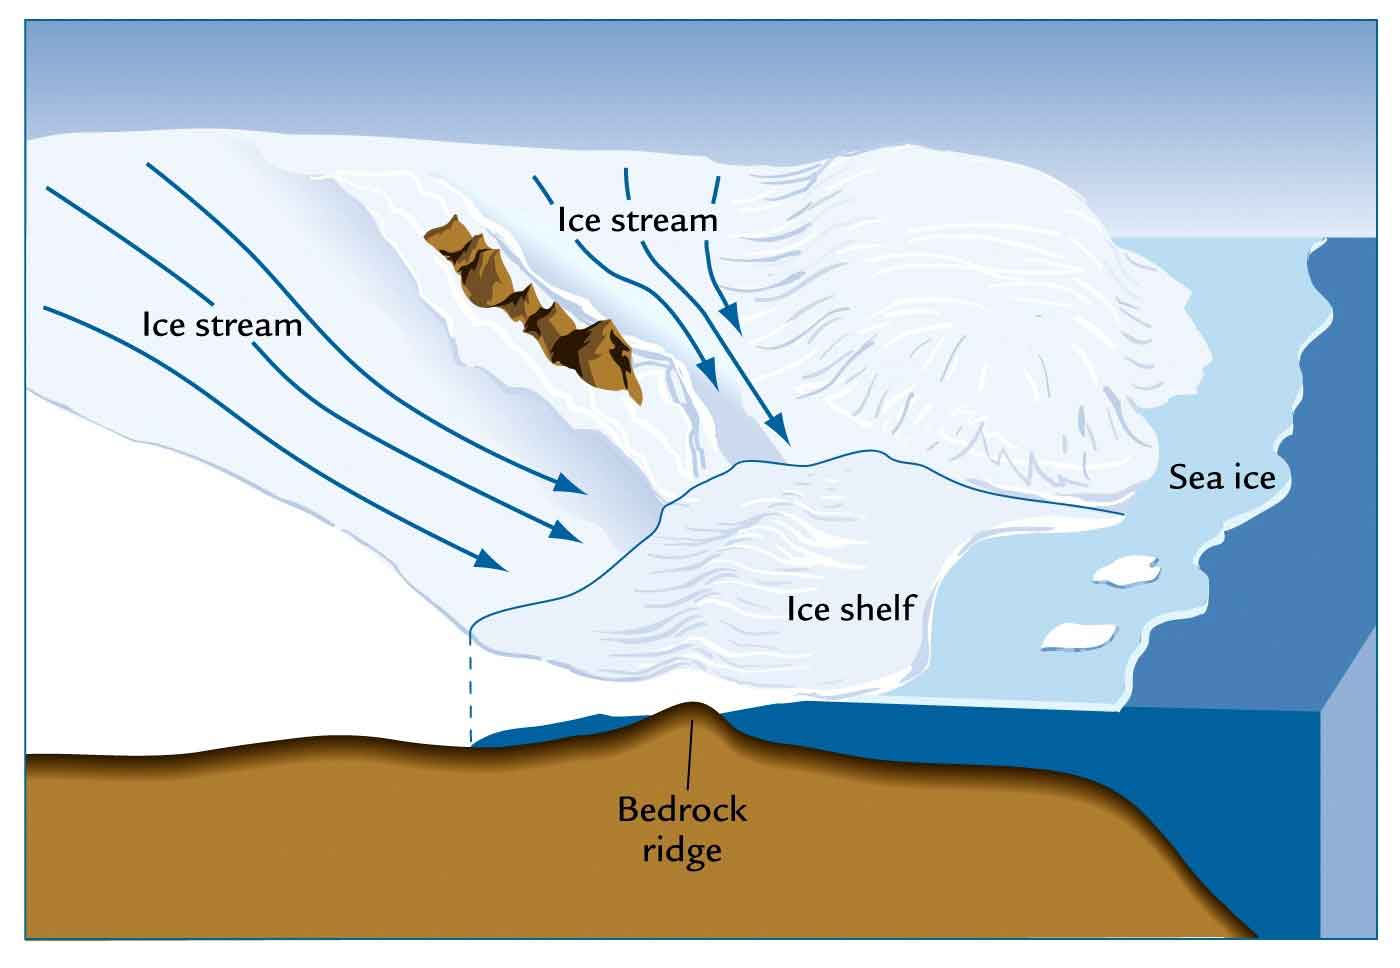 Ice stream
Ice stream
Sea ice
Ice shelf
Bedrock
ridge